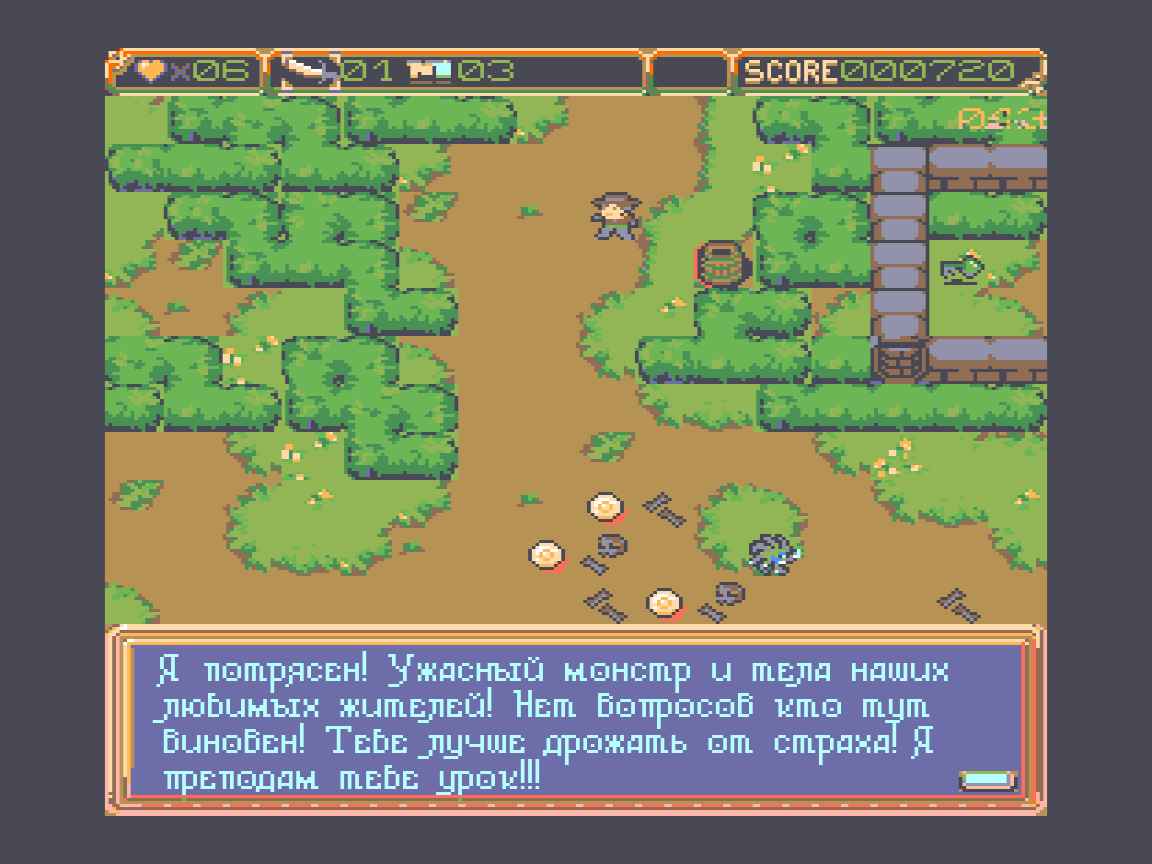 ×06 01 03 SCORE000720
Я потрясен! Ужасный монстр и тела наших
любимых жителей! Нет вопросов кто тут
виновен! Тебе лучше дрожать от страха! Я
преподам тебе урок!!!